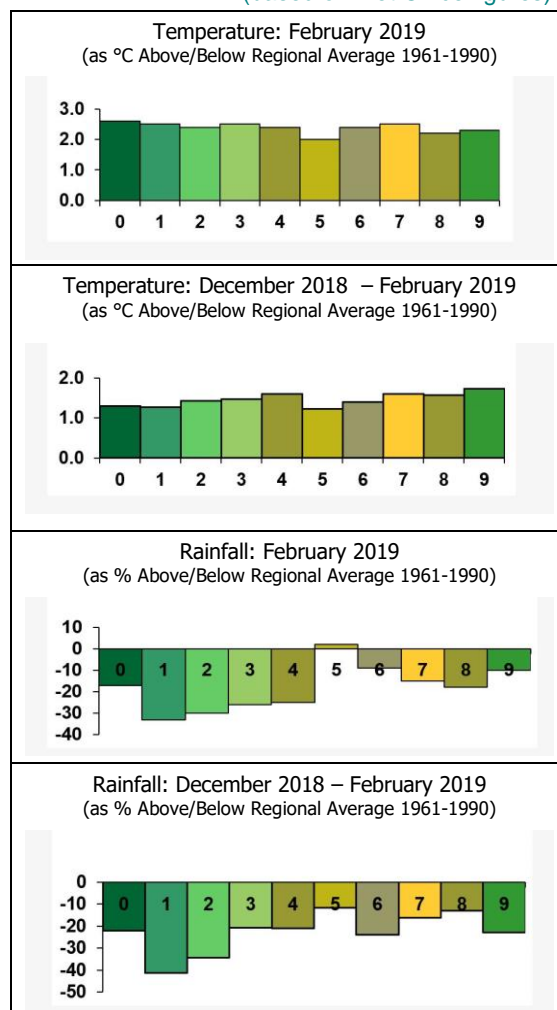 Temperature: February 2019
(as °C Above/Below Regional Average 1961-1990)
3.0
2.0
1.0
0.0
0 1 2 3 4 5 6 7 8 9
Temperature: December 2018 – February 2019
(as °C Above/Below Regional Average 1961-1990)
2.0
1.0
0.0
0 1 2 3 4 5 6 7 8 9
Rainfall: February 2019
(as % Above/Below Regional Average 1961-1990)
10
0
-10
-20
-30
-40
0 1 2 3 4 5 6 7 8 9
Rainfall: December 2018 – February 2019
(as % Above/Below Regional Average 1961-1990)
0
-10
-20
-30
-40
-50
0 1 2 3 4 5 6 7 8 9